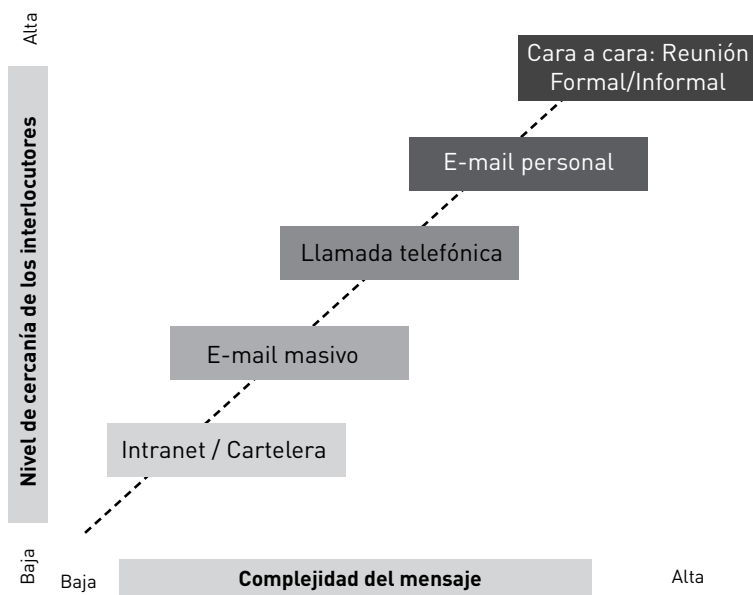 Alta
Nivel de cercanía de los interlocutores
Baja
Cara a cara: Reunión
Formal/Informal
E-mail personal
Llamada telefónica
E-mail masivo
Intranet / Cartelera
Baja
Complejidad del mensaje
Alta